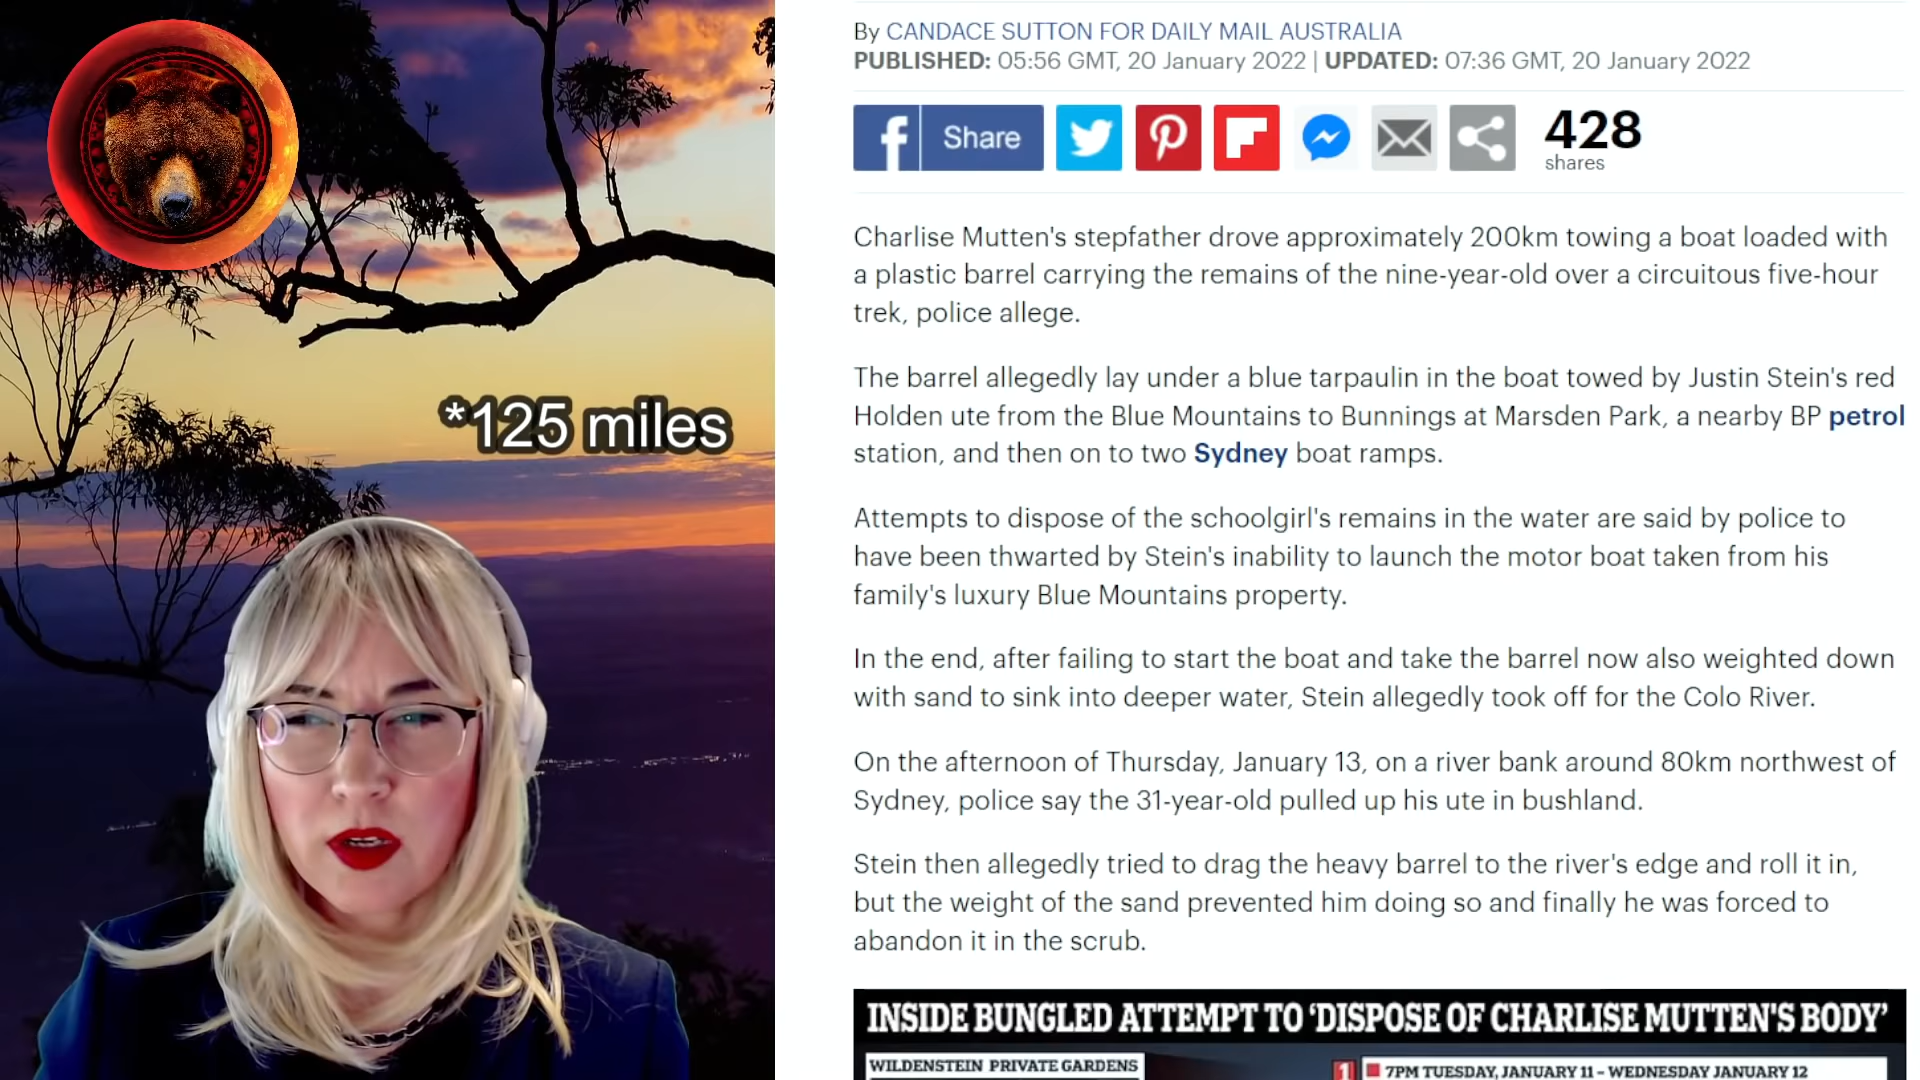 *125 miles
By CANDACE SUTTON FOR DAILY MAIL AUSTRALIA
PUBLISHED: 05:56 GMT, 20 January 2022 | UPDATED: 07:36 GMT, 20 January 2022
Share
428
shares
Charlise Mutten's stepfather drove approximately 200km towing a boat loaded with
a plastic barrel carrying the remains of the nine-year-old over a circuitous five-hour
trek, police allege.
The barrel allegedly lay under a blue tarpaulin in the boat towed by Justin Stein's red
Holden ute from the Blue Mountains to Bunnings at Marsden Park, a nearby BP petrol
station, and then on to two Sydney boat ramps.
Attempts to dispose of the schoolgirl's remains in the water are said by police to
have been thwarted by Stein's inability to launch the motor boat taken from his
family's luxury Blue Mountains property.
In the end, after failing to start the boat and take the barrel now also weighted down
with sand to sink into deeper water, Stein allegedly took off for the Colo River.
On the afternoon of Thursday, January 13, on a river bank around 80km northwest of
Sydney, police say the 31-year-old pulled up his ute in bushland.
Stein then allegedly tried to drag the heavy barrel to the river's edge and roll it in,
but the weight of the sand prevented him doing so and finally he was forced to
abandon it in the scrub.
INSIDE BUNGLED ATTEMPT TO 'DISPOSE OF CHARLISE MUTTEN'S BODY'
WILDENSTEIN PRIVATE GARDENS
1
7PM TUESDAY, JANUARY 11 - WEDNESDAY JANUARY 12